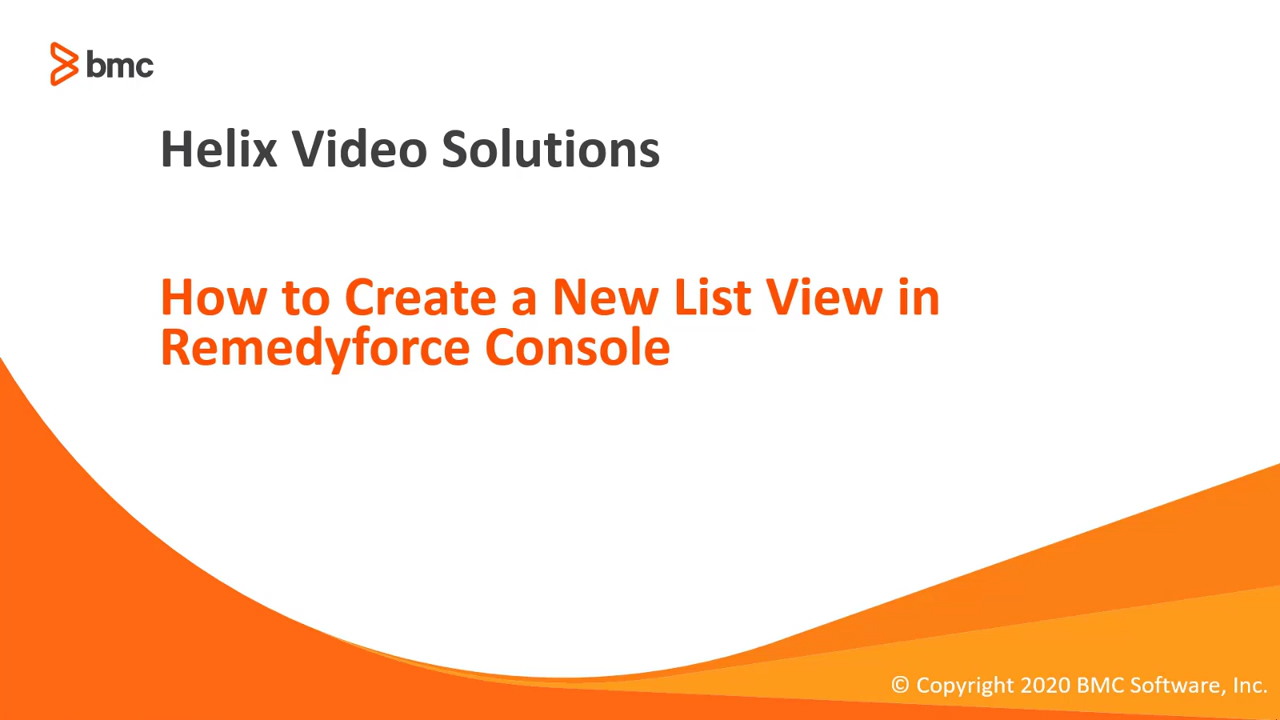 bmc
Helix Video Solutions
How to Create a New List View in
Remedyforce Console
© Copyright 2020 BMC Software, Inc.